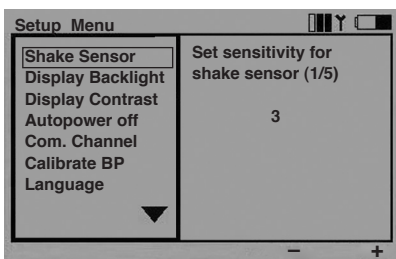 Setup Menu
Shake Sensor
Display Backlight
Display Contrast
Autopower off
Com. Channel
Calibrate BP
Language
Set sensitivity for
shake sensor (1/5)
3
− +